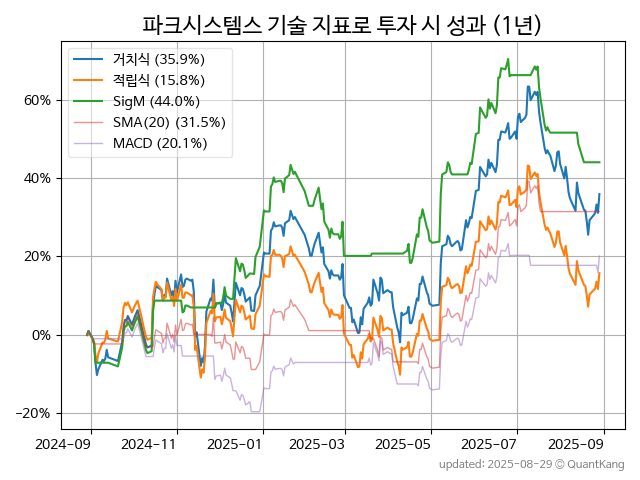 파크시스템스 기술 지표로 투자 시 성과 (1년)
거치식 (35.9%)
적립식 (15.8%)
SigM (44.0%)
SMA(20) (31.5%)
MACD (20.1%)
60%
40%
20%
0%
−20%
2024-09 2024-11 2025-01 2025-03 2025-05 2025-07 2025-09
updated: 2025-08-29 © QuantKang